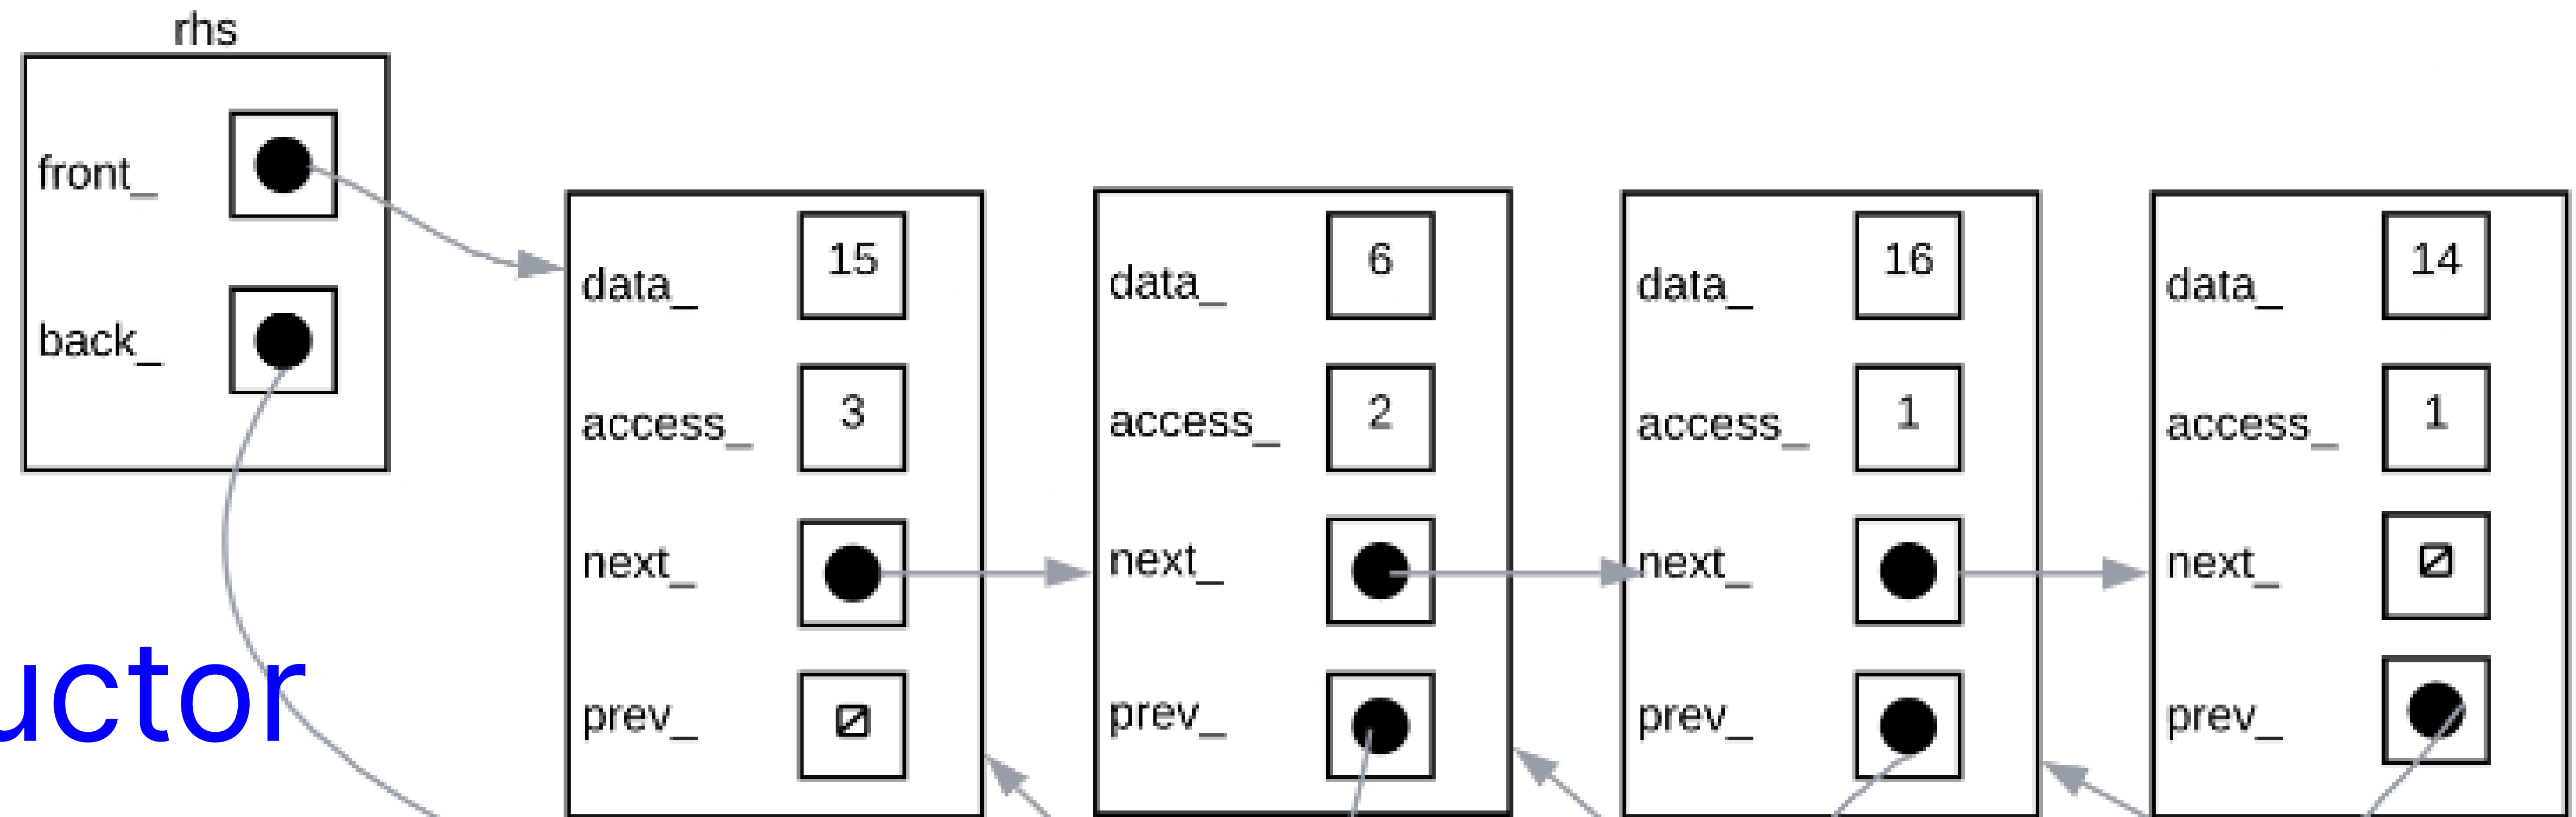 rhs
front_
back_
data_ 15
access_ 3
next_
prev_
data_ 6
access_ 2
next_
prev_
data_ 16
access_ 1
next_
prev_
data_ 14
access_ 1
next_
prev_
uctor